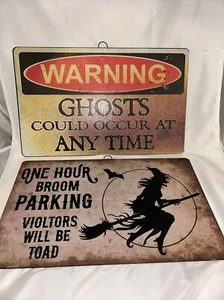 WARNING
GHOSTS
COULD OCCUR AT
ANY TIME
ONE HOUR
BROOM
PARKING
VIOLTORS
WILL BE
TOAD